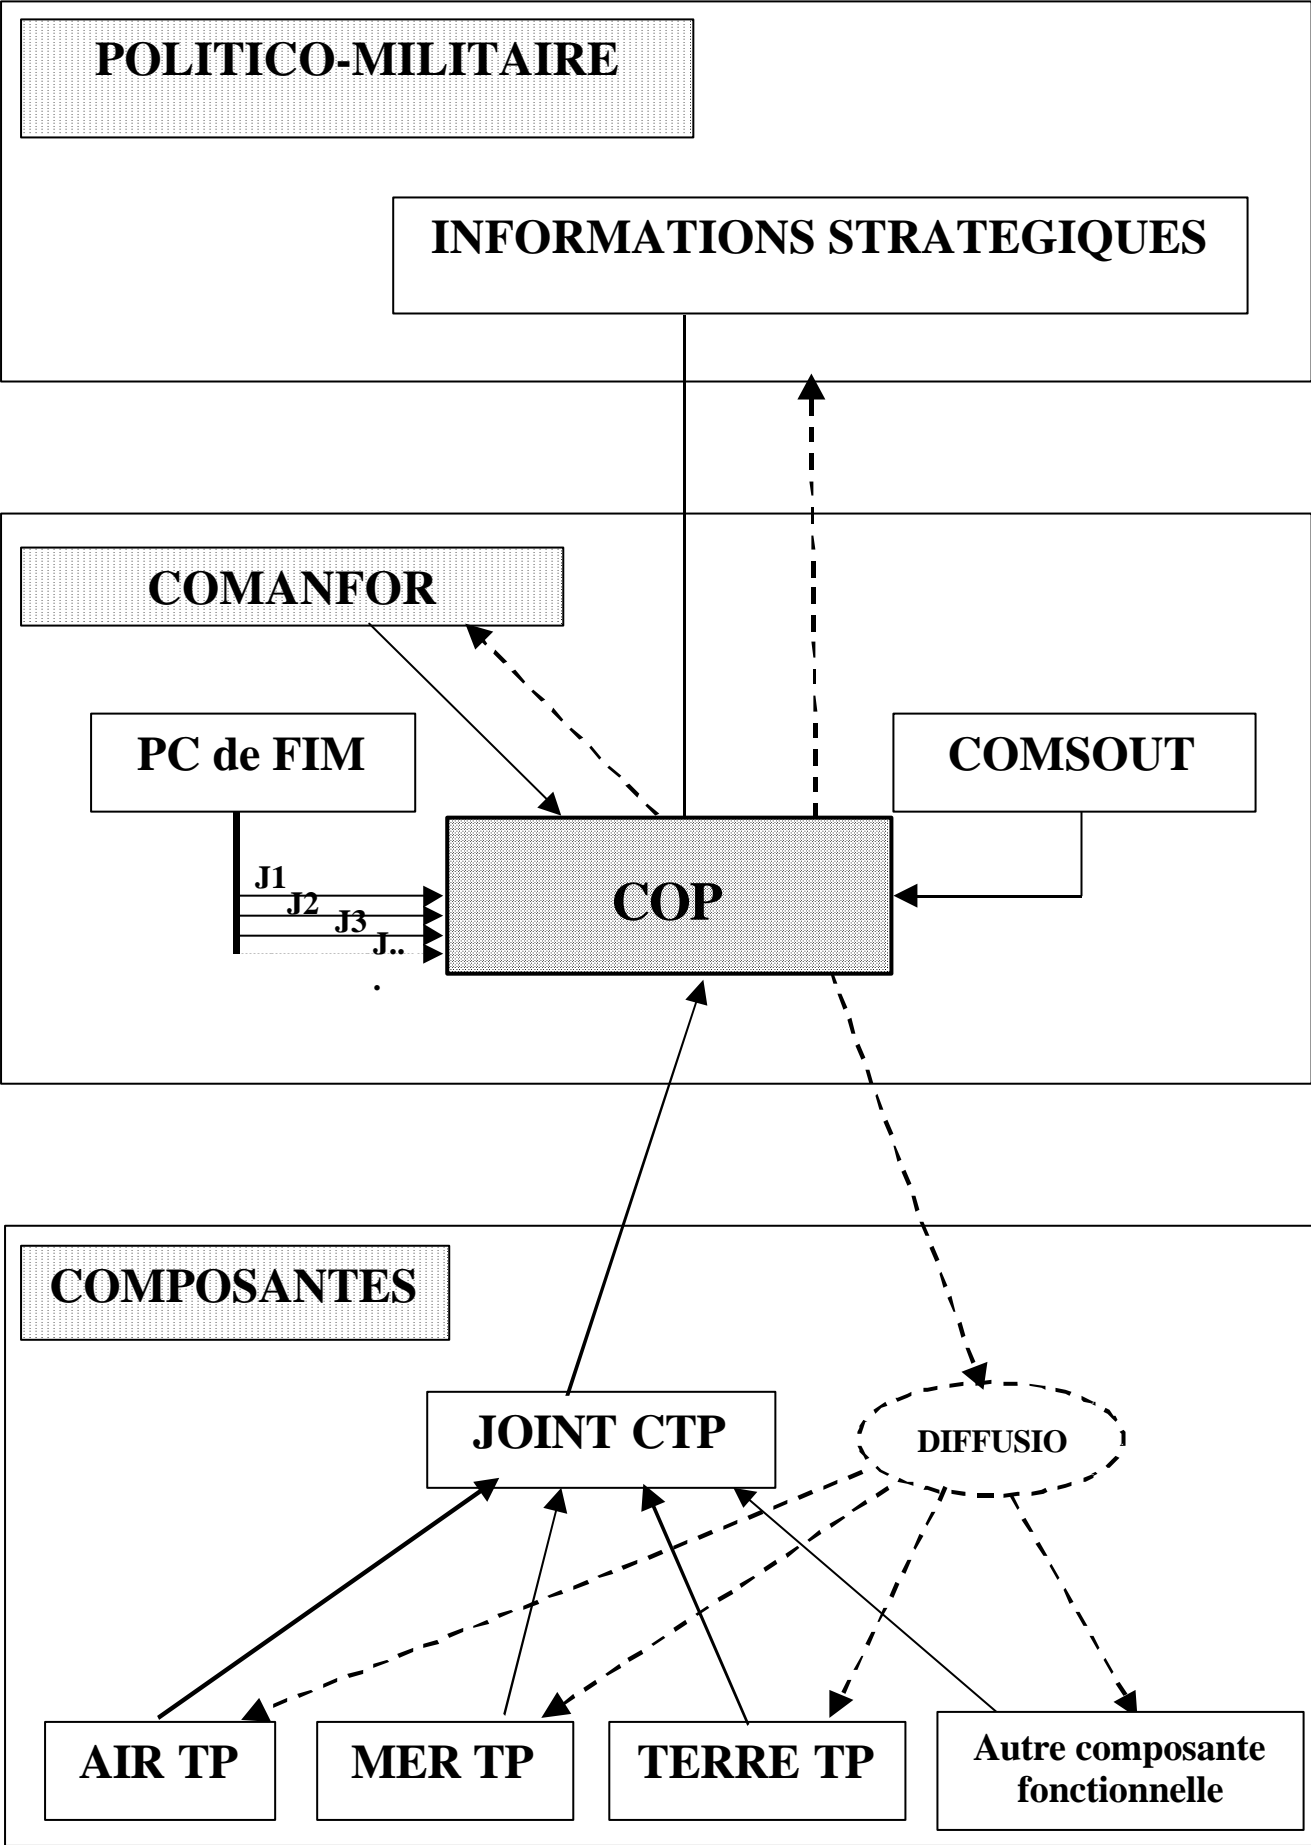 POLITICO-MILITAIRE
INFORMATIONS STRATEGIQUES
COMANFOR
PC de FIM
COMSOUT
J1
J2
J3
J..
.
COP
COMPOSANTES
JOINT CTP
DIFFUSIO
AIR TP
MER TP
TERRE TP
Autre composante
fonctionnelle